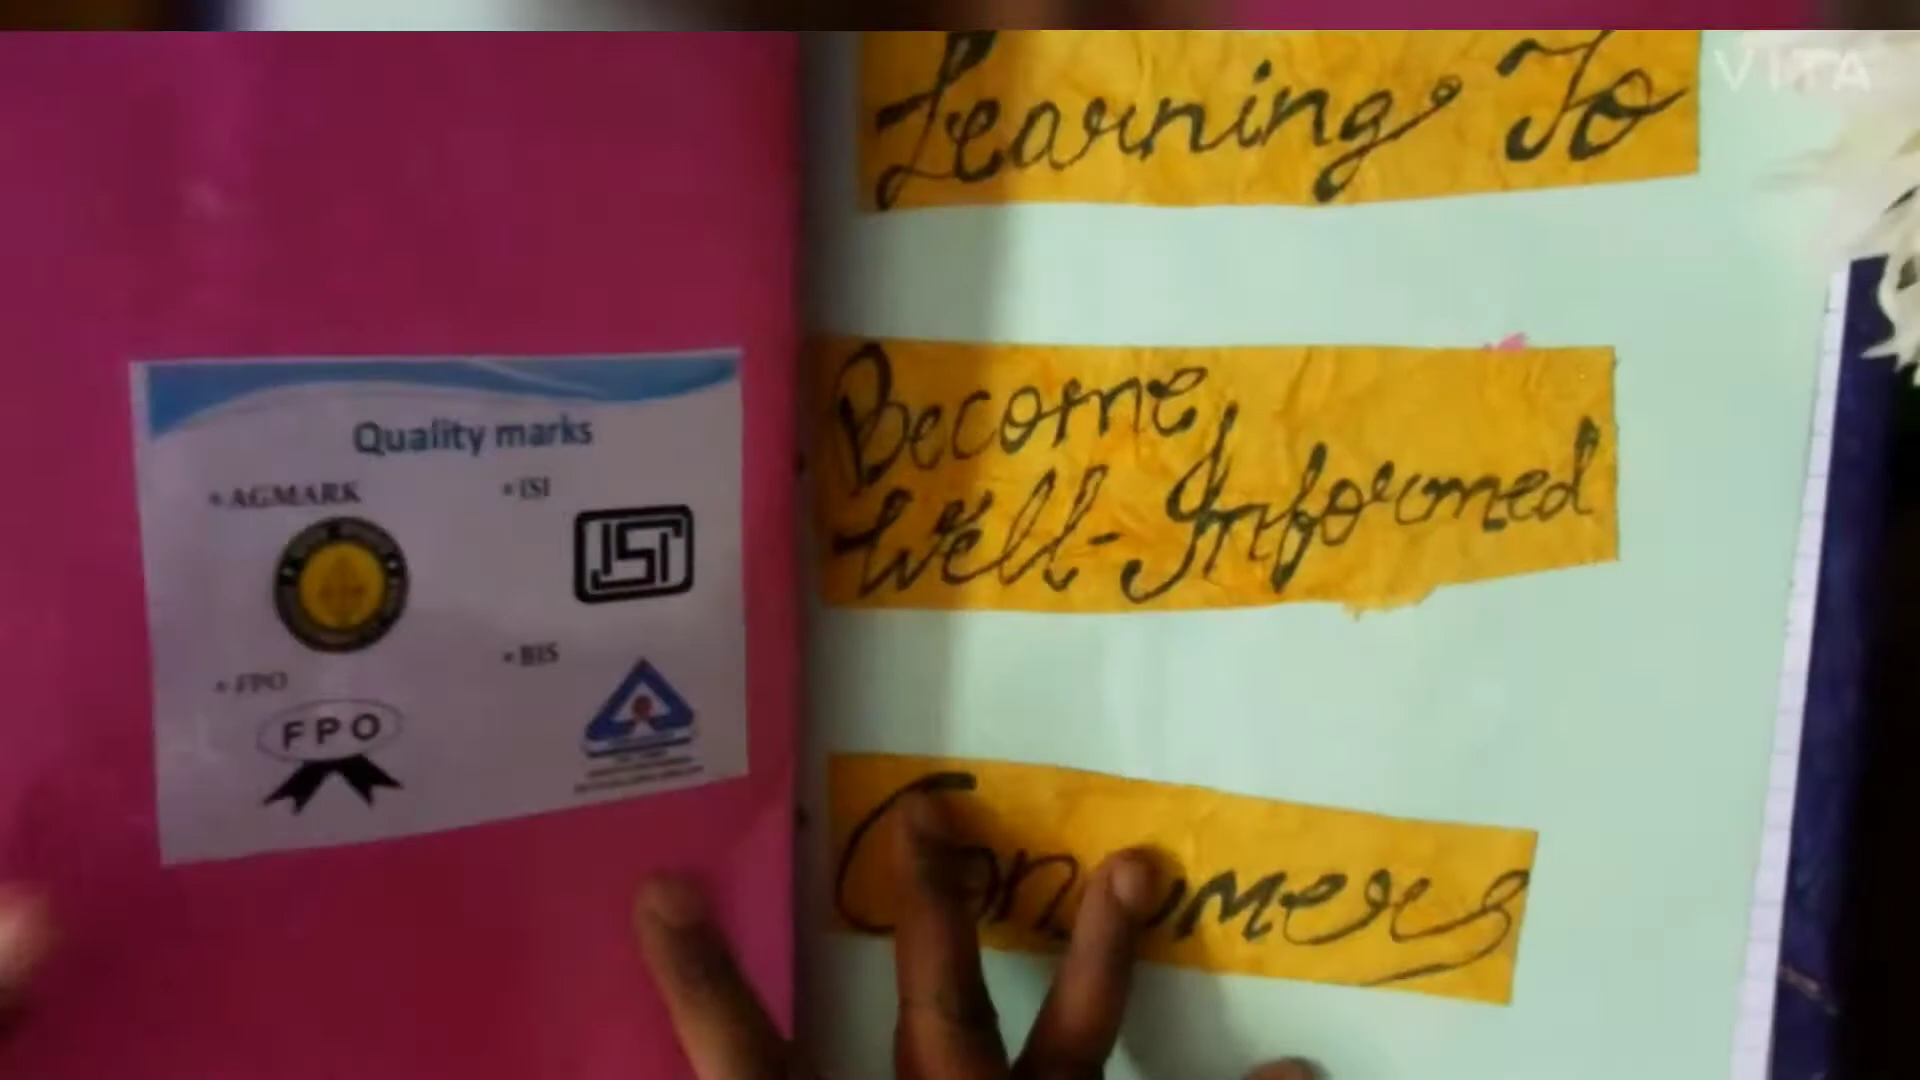 Quality marks
• AGMARK
• ISI
ISI
• FPO
FPO
• BIS
Learning To
Become
Well-Informed
Consumers
VITA